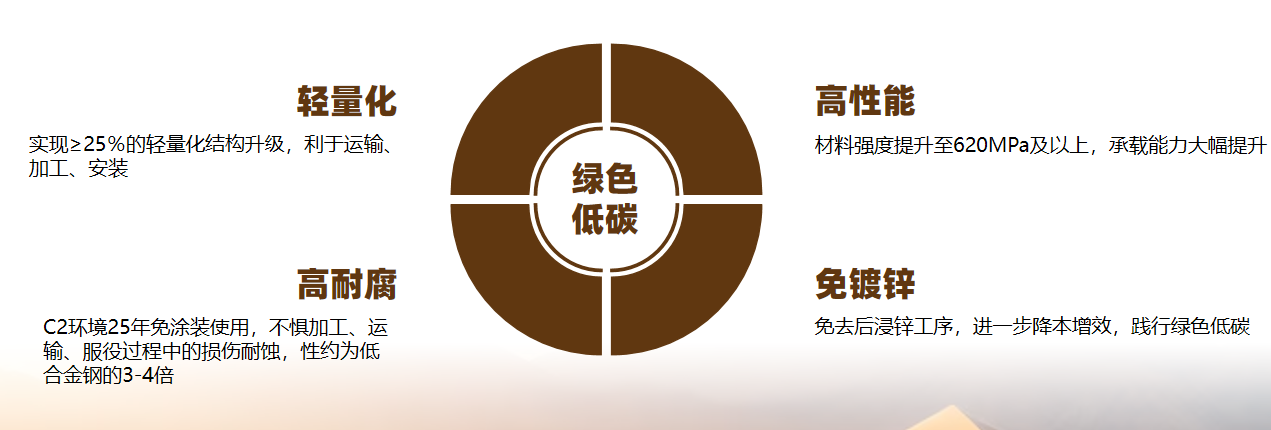 轻量化
实现≥25%的轻量化结构升级，利于运输、
加工、安装
高性能
材料强度提升至620MPa及以上，承载能力大幅提升
绿色
低碳
高耐腐
C2环境25年免涂装使用，不惧加工、运
输、服役过程中的损伤耐蚀，性约为低
合金钢的3-4倍
免镀锌
免去后浸锌工序，进一步降本增效，践行绿色低碳